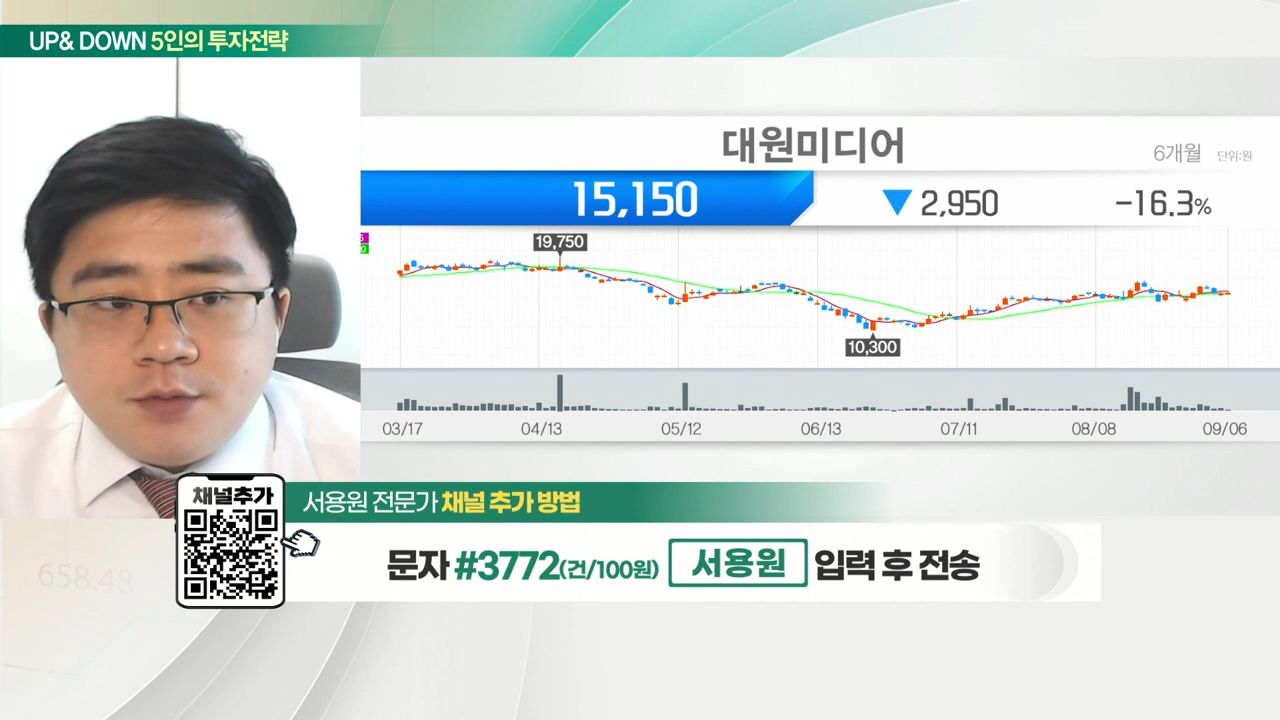 UP& DOWN 5인의 투자전략
대원미디어
6개월 단위:원
15,150 ▼ 2,950 -16.3%
19,750
10,300
03/17 04/13 05/12 06/13 07/11 08/08 09/06
채널추가
서용원 전문가 채널 추가 방법
문자 #3772(건/100원) 서용원 입력 후 전송
658.48